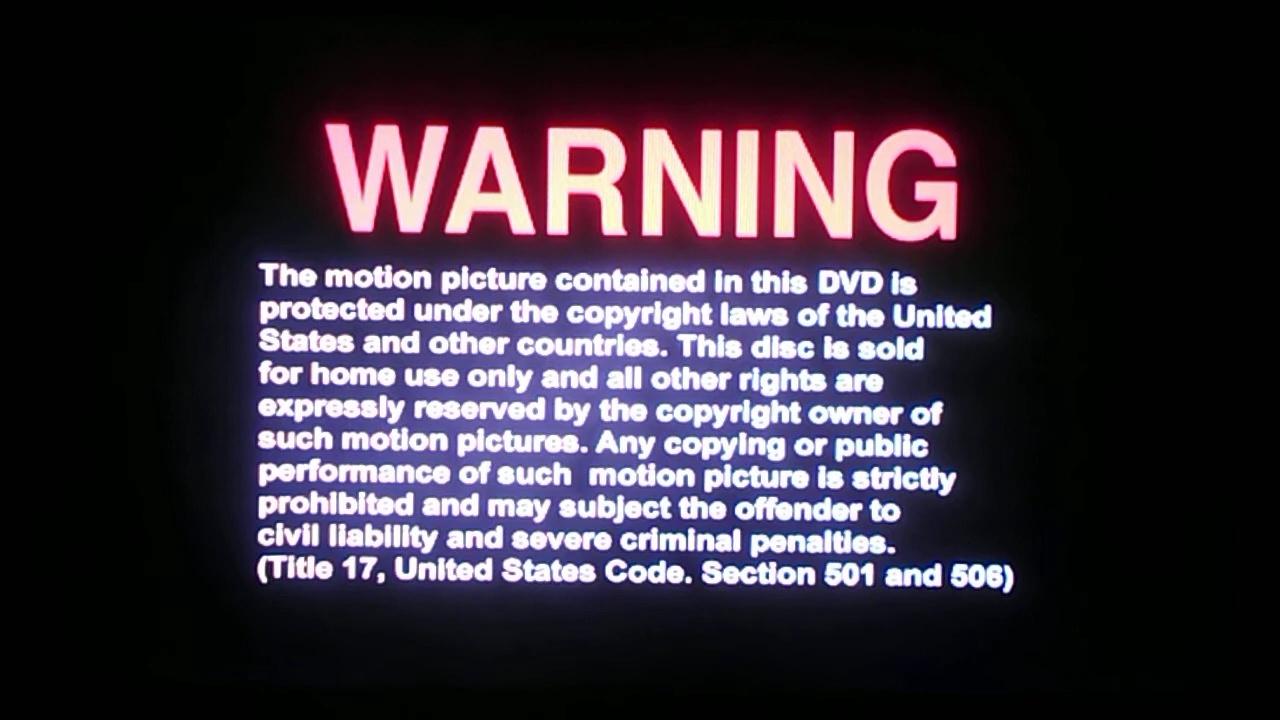 WARNING
The motion picture contained in this DVD is
protected under the copyright laws of the United
States and other countries. This disc is sold
for home use only and all other rights are
expressly reserved by the copyright owner of
such motion pictures. Any copying or public
performance of such motion picture is strictly
prohibited and may subject the offender to
civil liability and severe criminal penalties.
(Title 17, United States Code. Section 501 and 506)